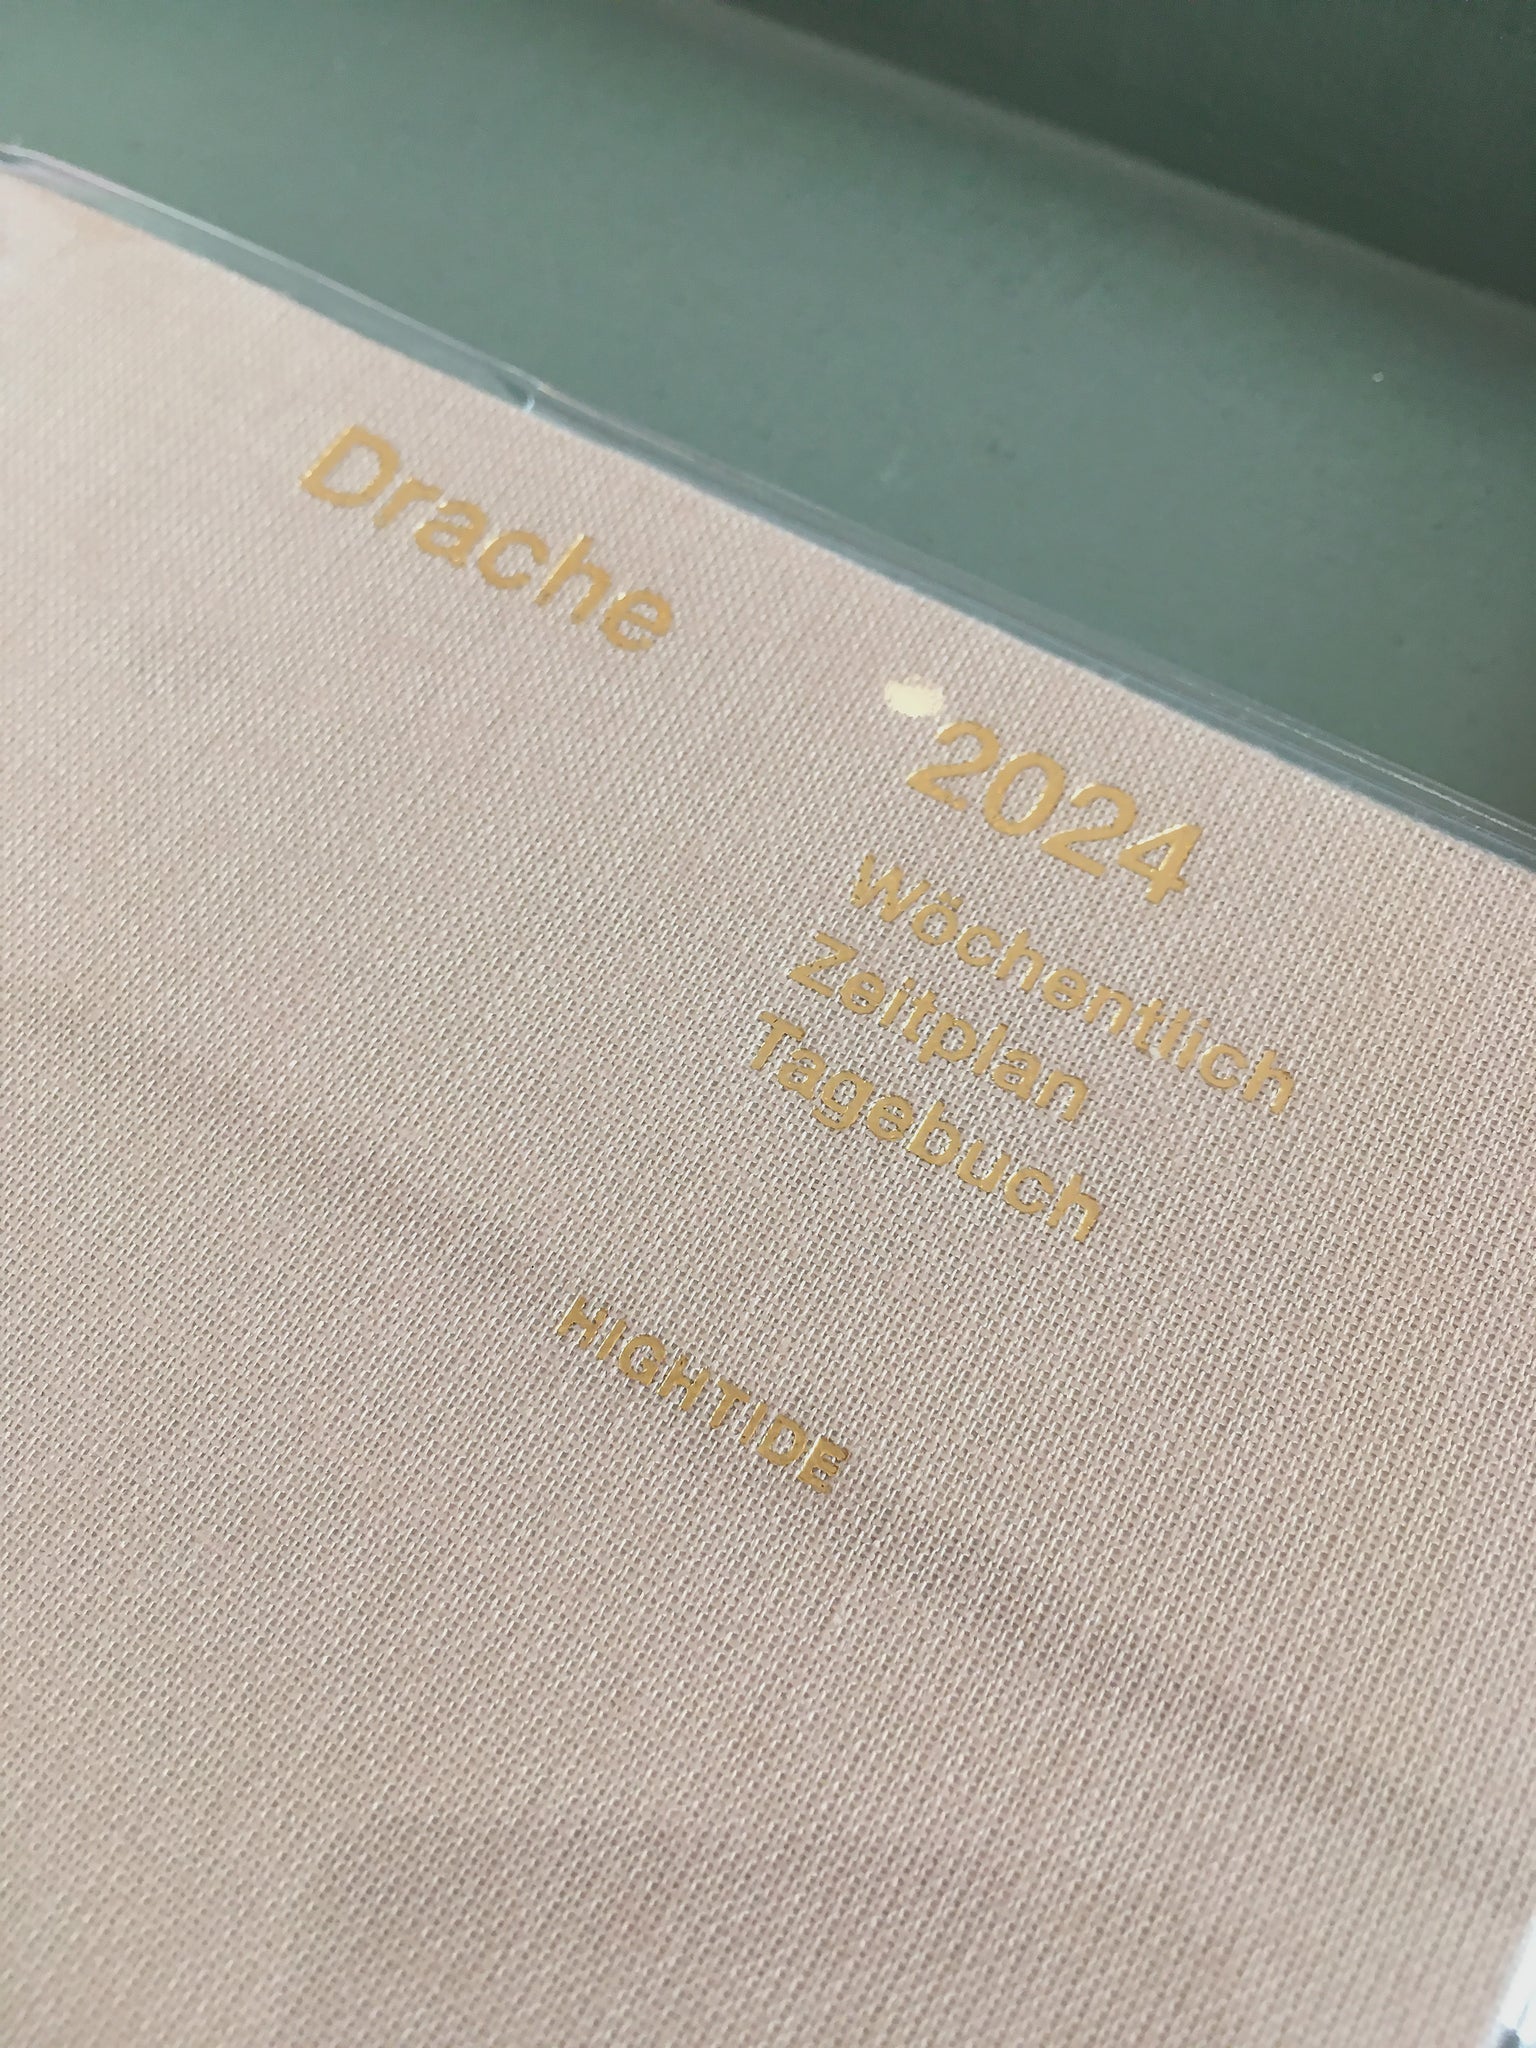 Drache
2024
Wöchentlich
Zeitplan
Tagebuch
HIGHTIDE